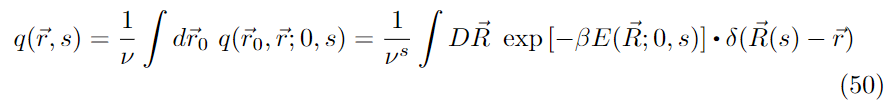 q(\vec{r}, s) = \frac{1}{\nu} \int d\vec{r}_0 \ q(\vec{r}_0, \vec{r}; 0, s) = \frac{1}{\nu^s} \int D\vec{R} \ \exp\left[-\beta E(\vec{R}; 0, s)\right] \bullet \delta(\vec{R}(s) - \vec{r})
(50)